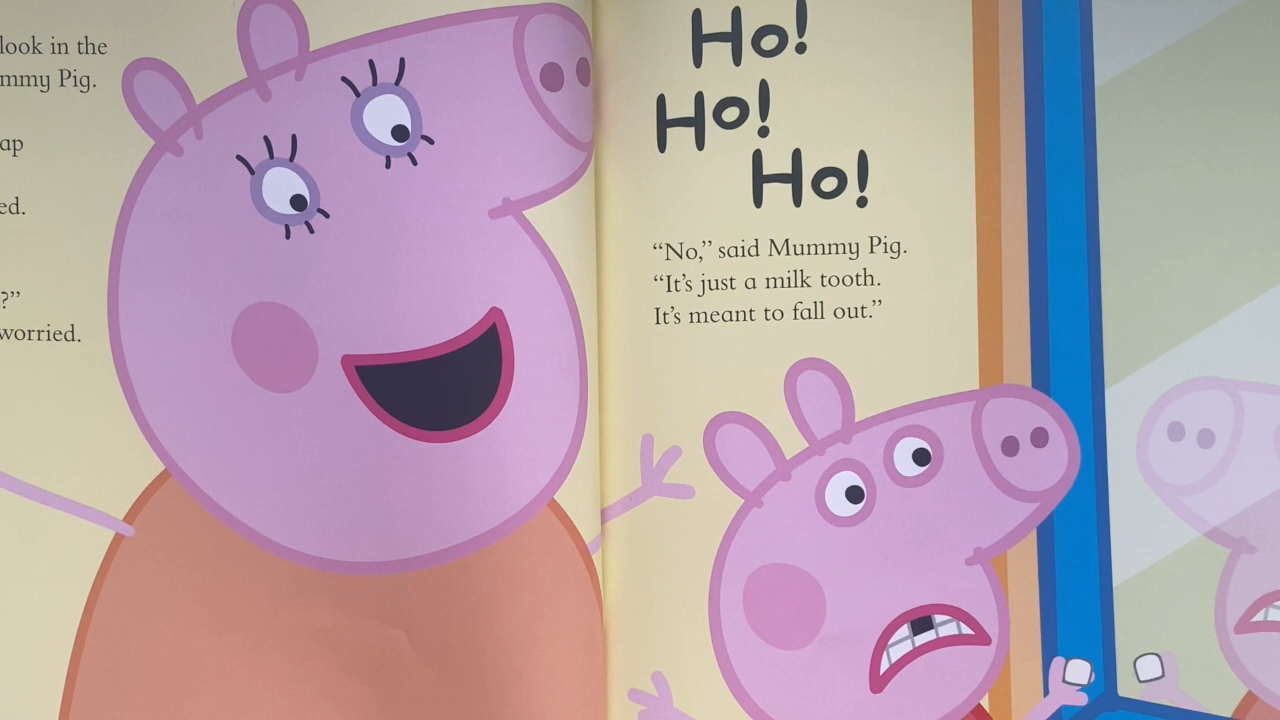 look in the
mmy Pig.
ap
ed.
?”
worried.
Ho!
Ho!
Ho!
“No,” said Mummy Pig.
“It’s just a milk tooth.
It’s meant to fall out.”